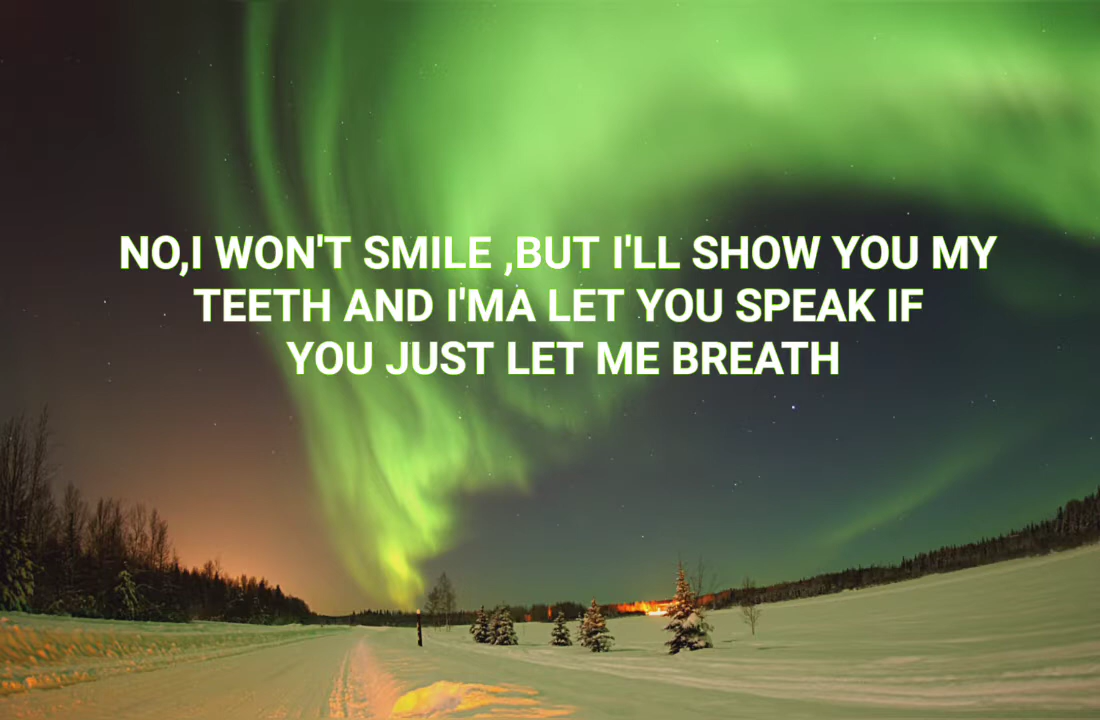 NO,I WON'T SMILE ,BUT I'LL SHOW YOU MY
TEETH AND I'MA LET YOU SPEAK IF
YOU JUST LET ME BREATH